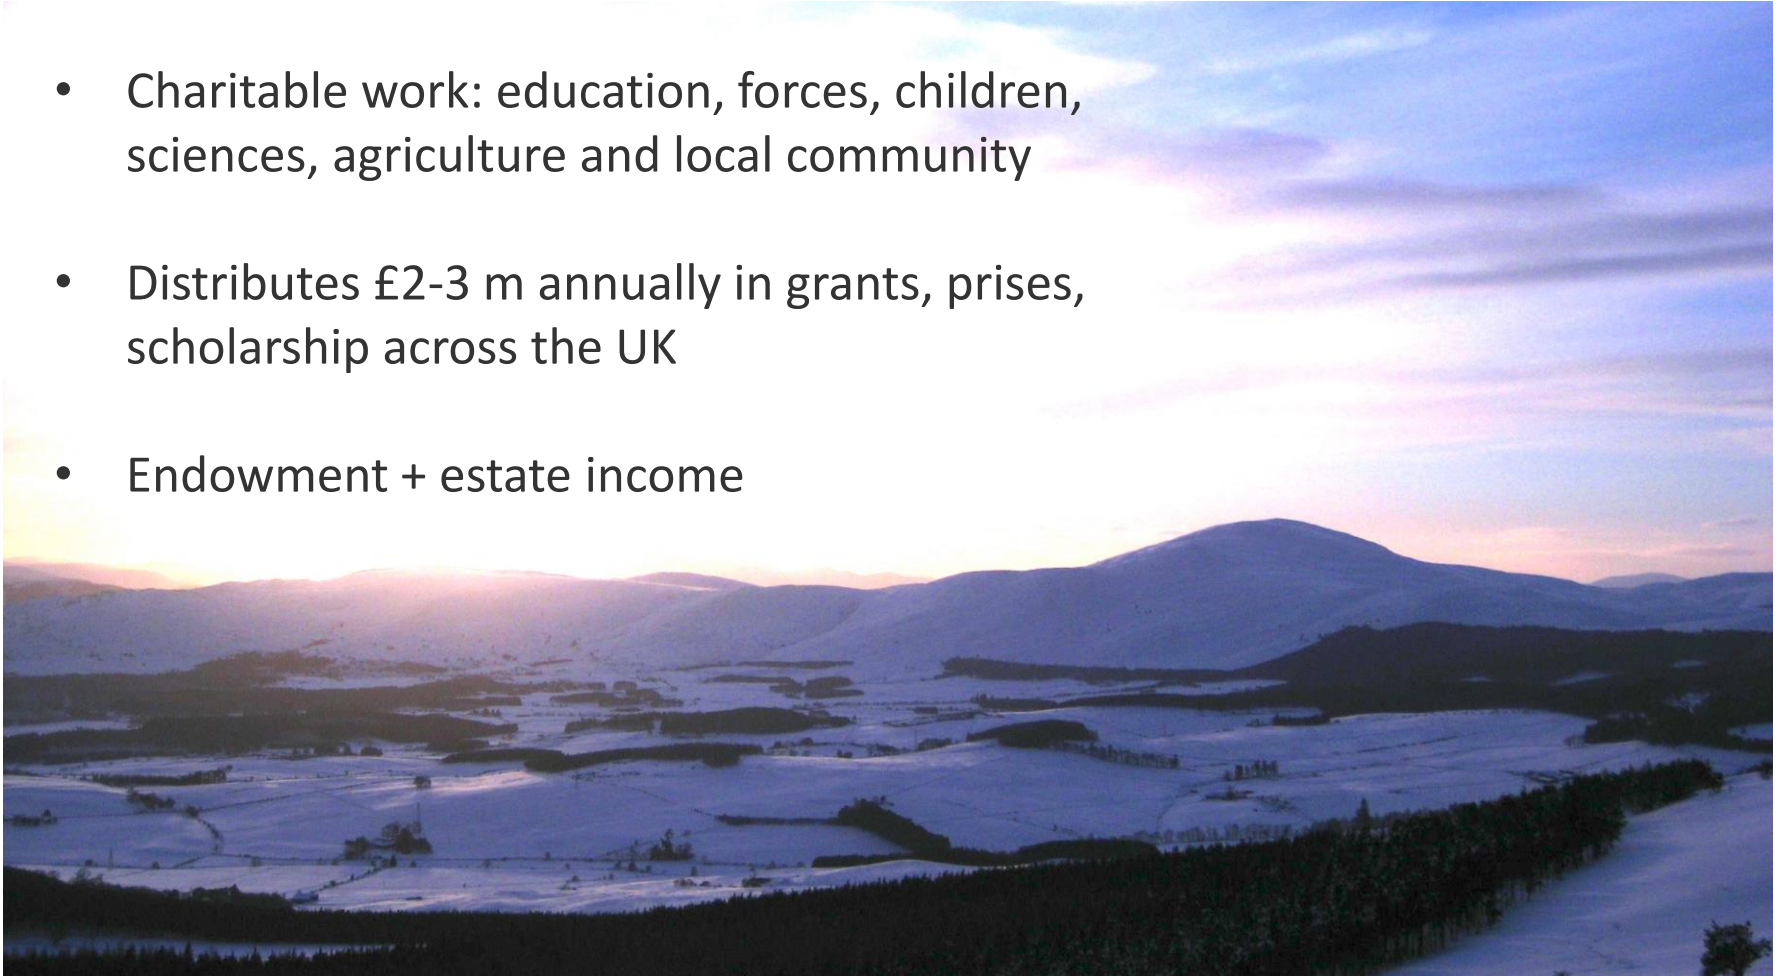 • Charitable work: education, forces, children,
sciences, agriculture and local community
• Distributes £2-3 m annually in grants, prises,
scholarship across the UK
• Endowment + estate income